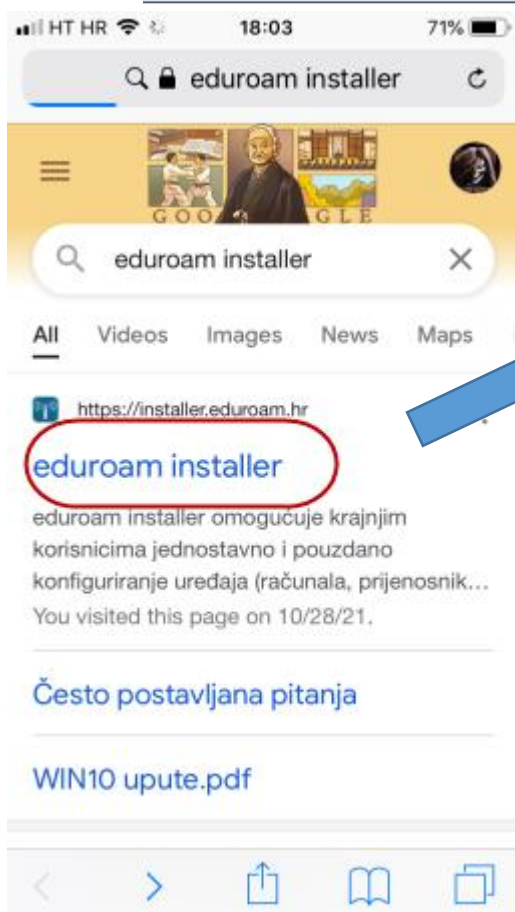 HT HR 18:03 71%
eduroam installer
GOO GLE
eduroam installer
All Videos Images News Maps
https://installer.eduroam.hr
eduroam installer
eduroam installer omogućuje krajnjim
korisnicima jednostavno i pouzdano
konfiguriranje uređaja (računala, prijenosnik...
You visited this page on 10/28/21.
Često postavljana pitanja
WIN10 upute.pdf